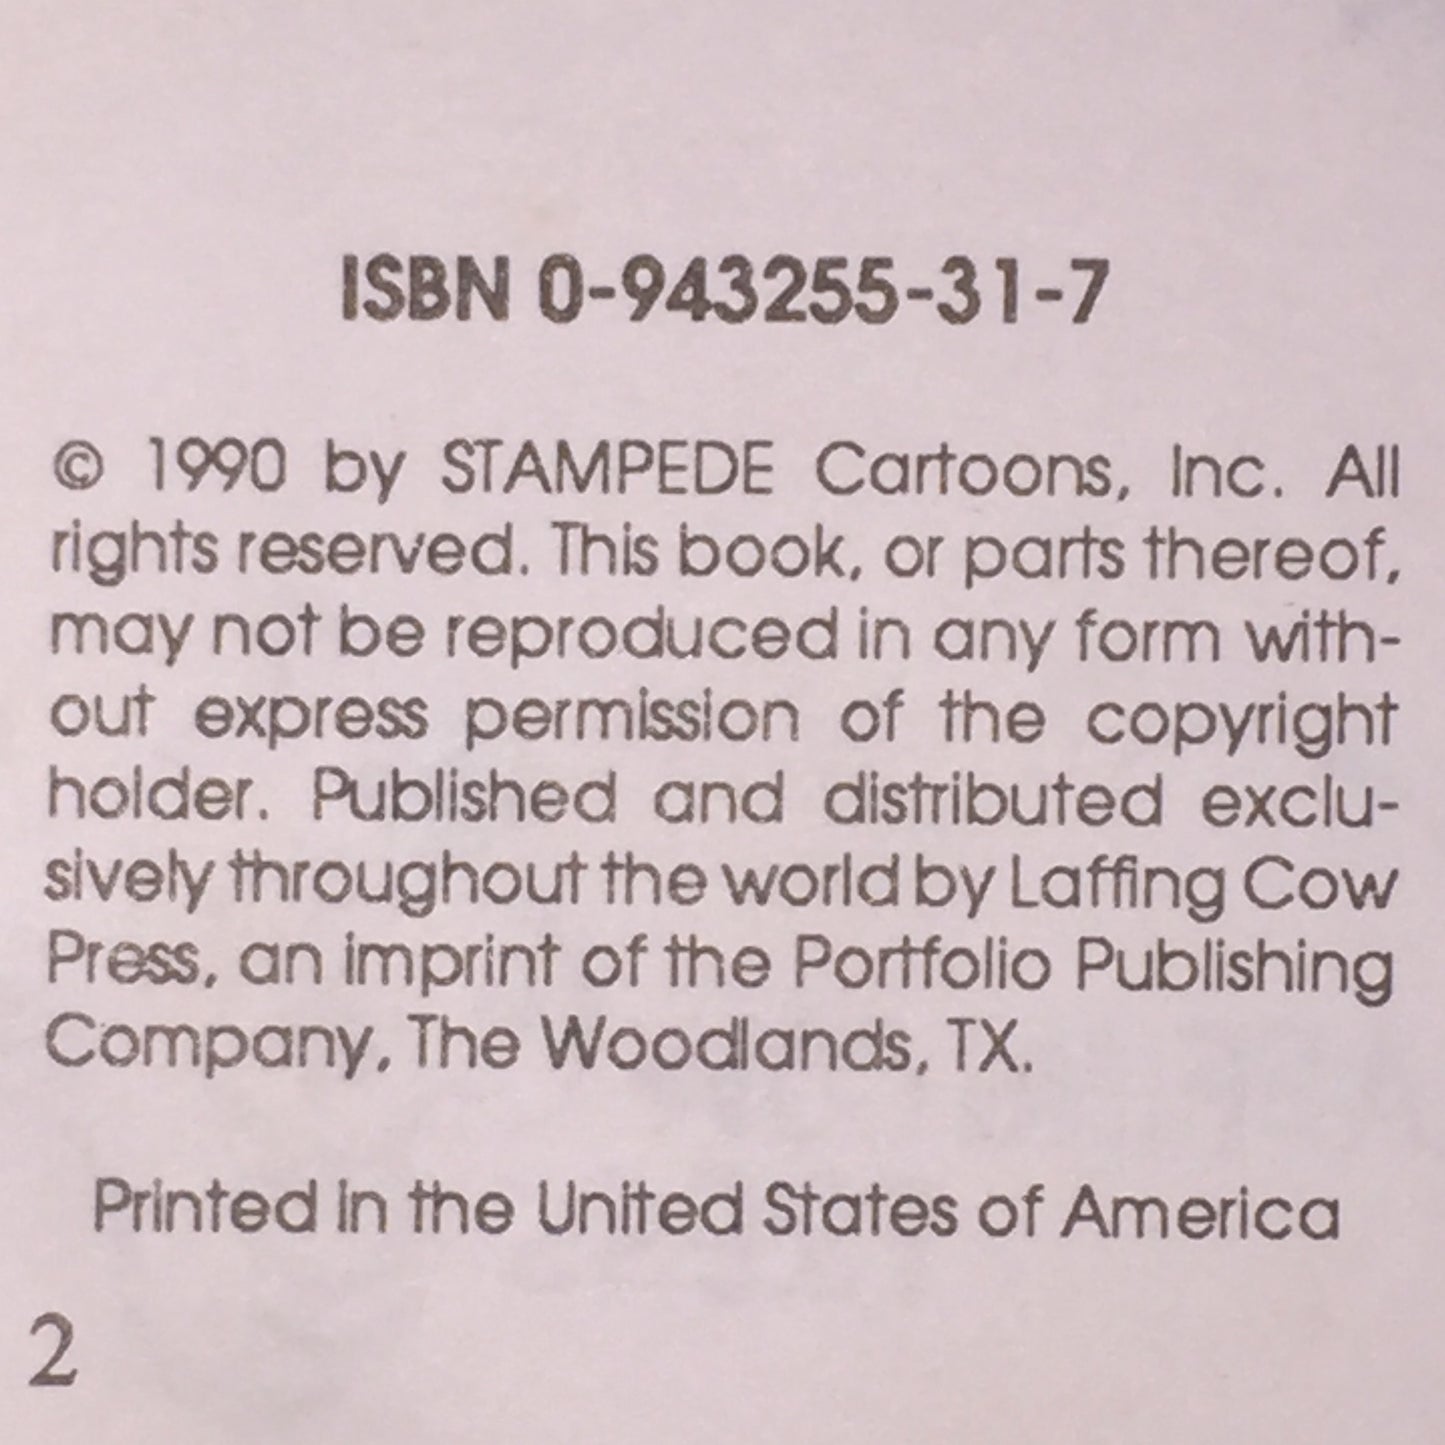 ISBN 0-943255-31-7
© 1990 by STAMPEDE Cartoons, Inc. All
rights reserved. This book, or parts thereof,
may not be reproduced in any form with-
out express permission of the copyright
holder. Published and distributed exclu-
sively throughout the world by Laffing Cow
Press, an imprint of the Portfolio Publishing
Company, The Woodlands, TX.
Printed in the United States of America
2